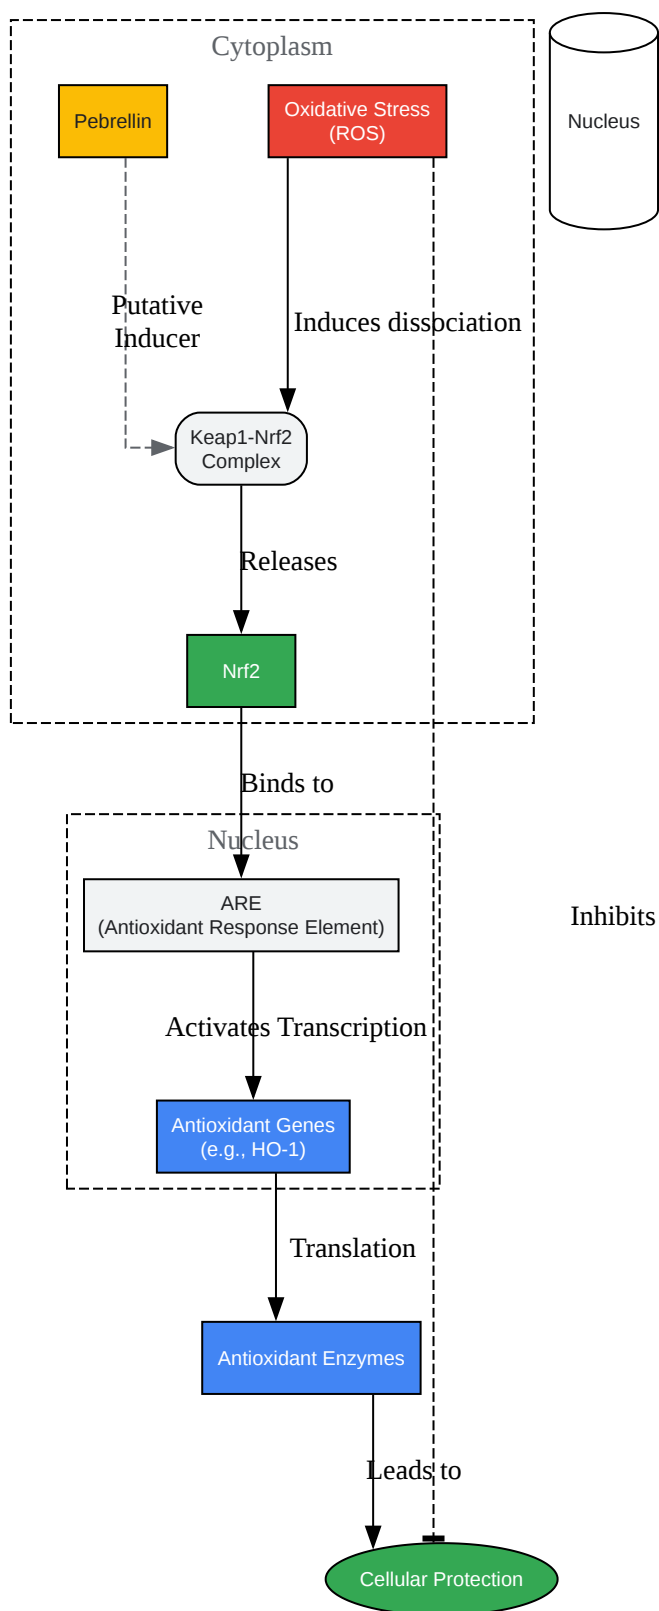 Cytoplasm
Pebrellin
Oxidative Stress
(ROS)
Nucleus
Putative
Inducer
Induces dissociation
Keap1-Nrf2
Complex
Releases
Nrf2
Binds to
Nucleus
ARE
(Antioxidant Response Element)
Inhibits
Activates Transcription
Antioxidant Genes
(e.g., HO-1)
Translation
Antioxidant Enzymes
Leads to
Cellular Protection